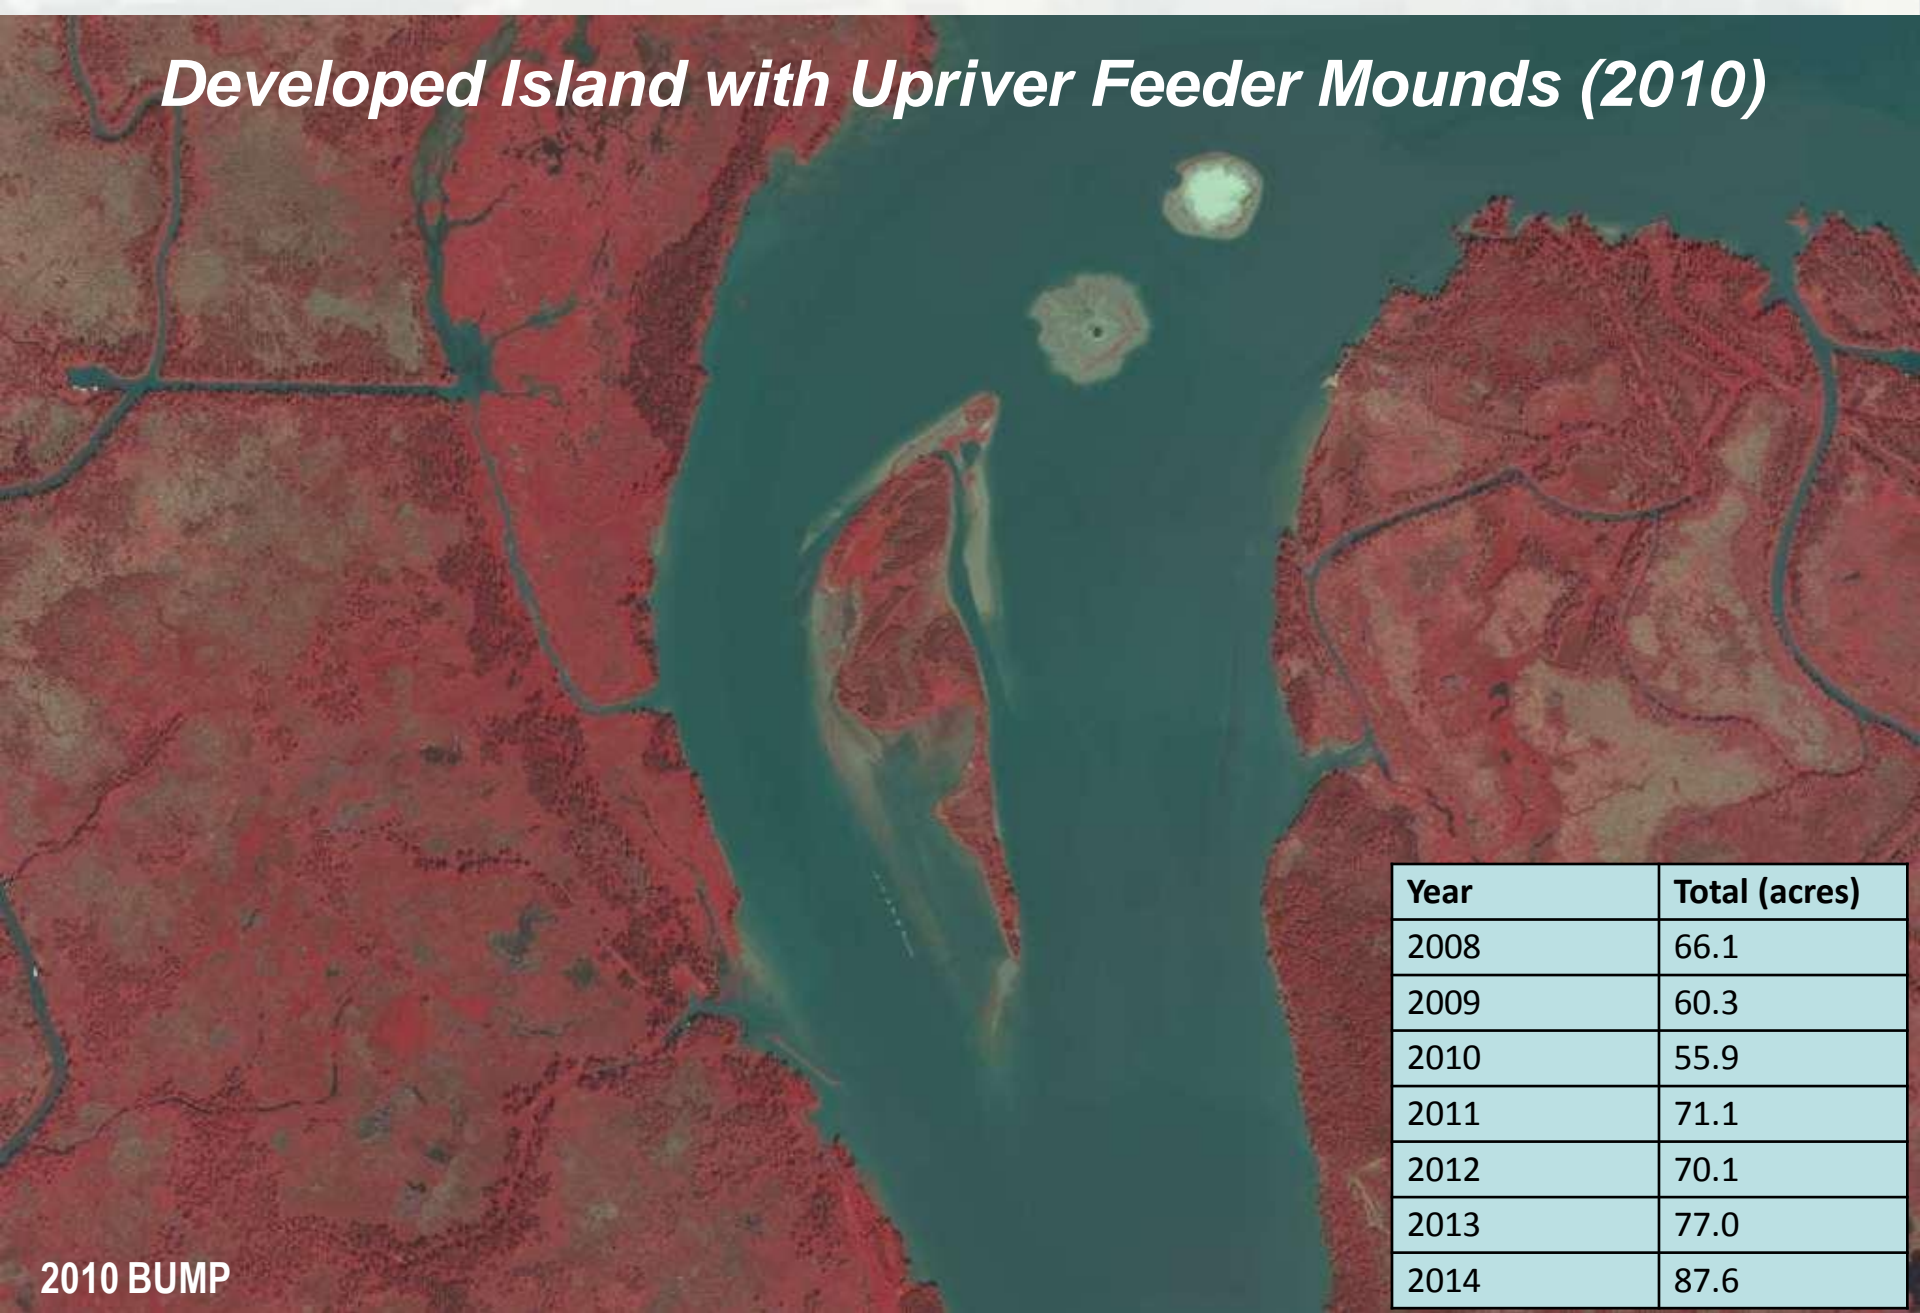 Developed Island with Upriver Feeder Mounds (2010)
Year Total (acres)
2008 66.1
2009 60.3
2010 55.9
2011 71.1
2012 70.1
2013 77.0
2014 87.6
2010 BUMP